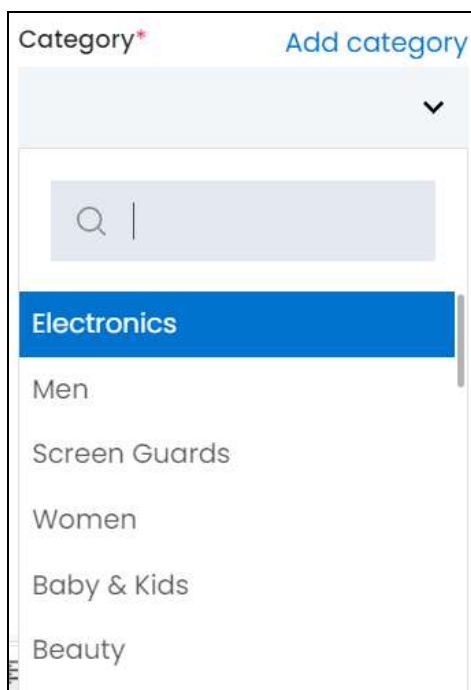 Category* Add category
Electronics
Men
Screen Guards
Women
Baby & Kids
Beauty